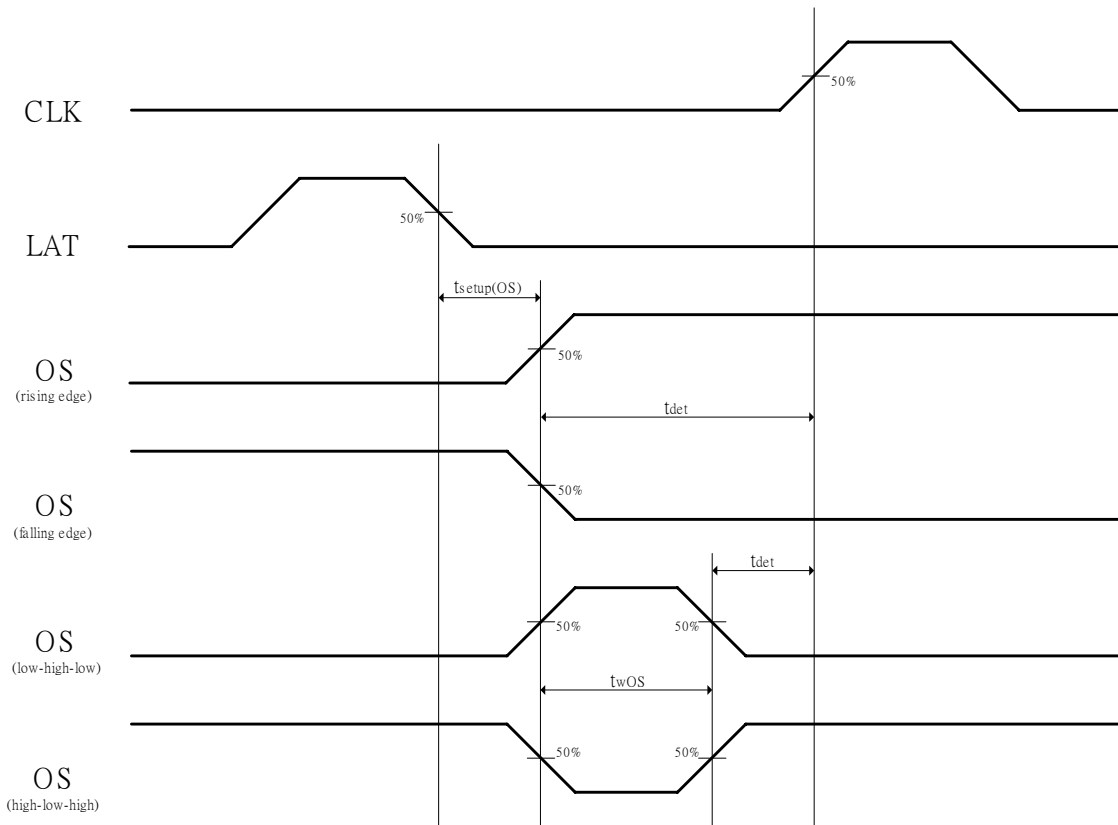 CLK
50%
50%
LAT
tsetup(OS)
50%
OS
(rising edge)
tdet
50%
OS
(falling edge)
tdet
50%
50%
OS
(low-high-low)
twOS
50%
50%
OS
(high-low-high)